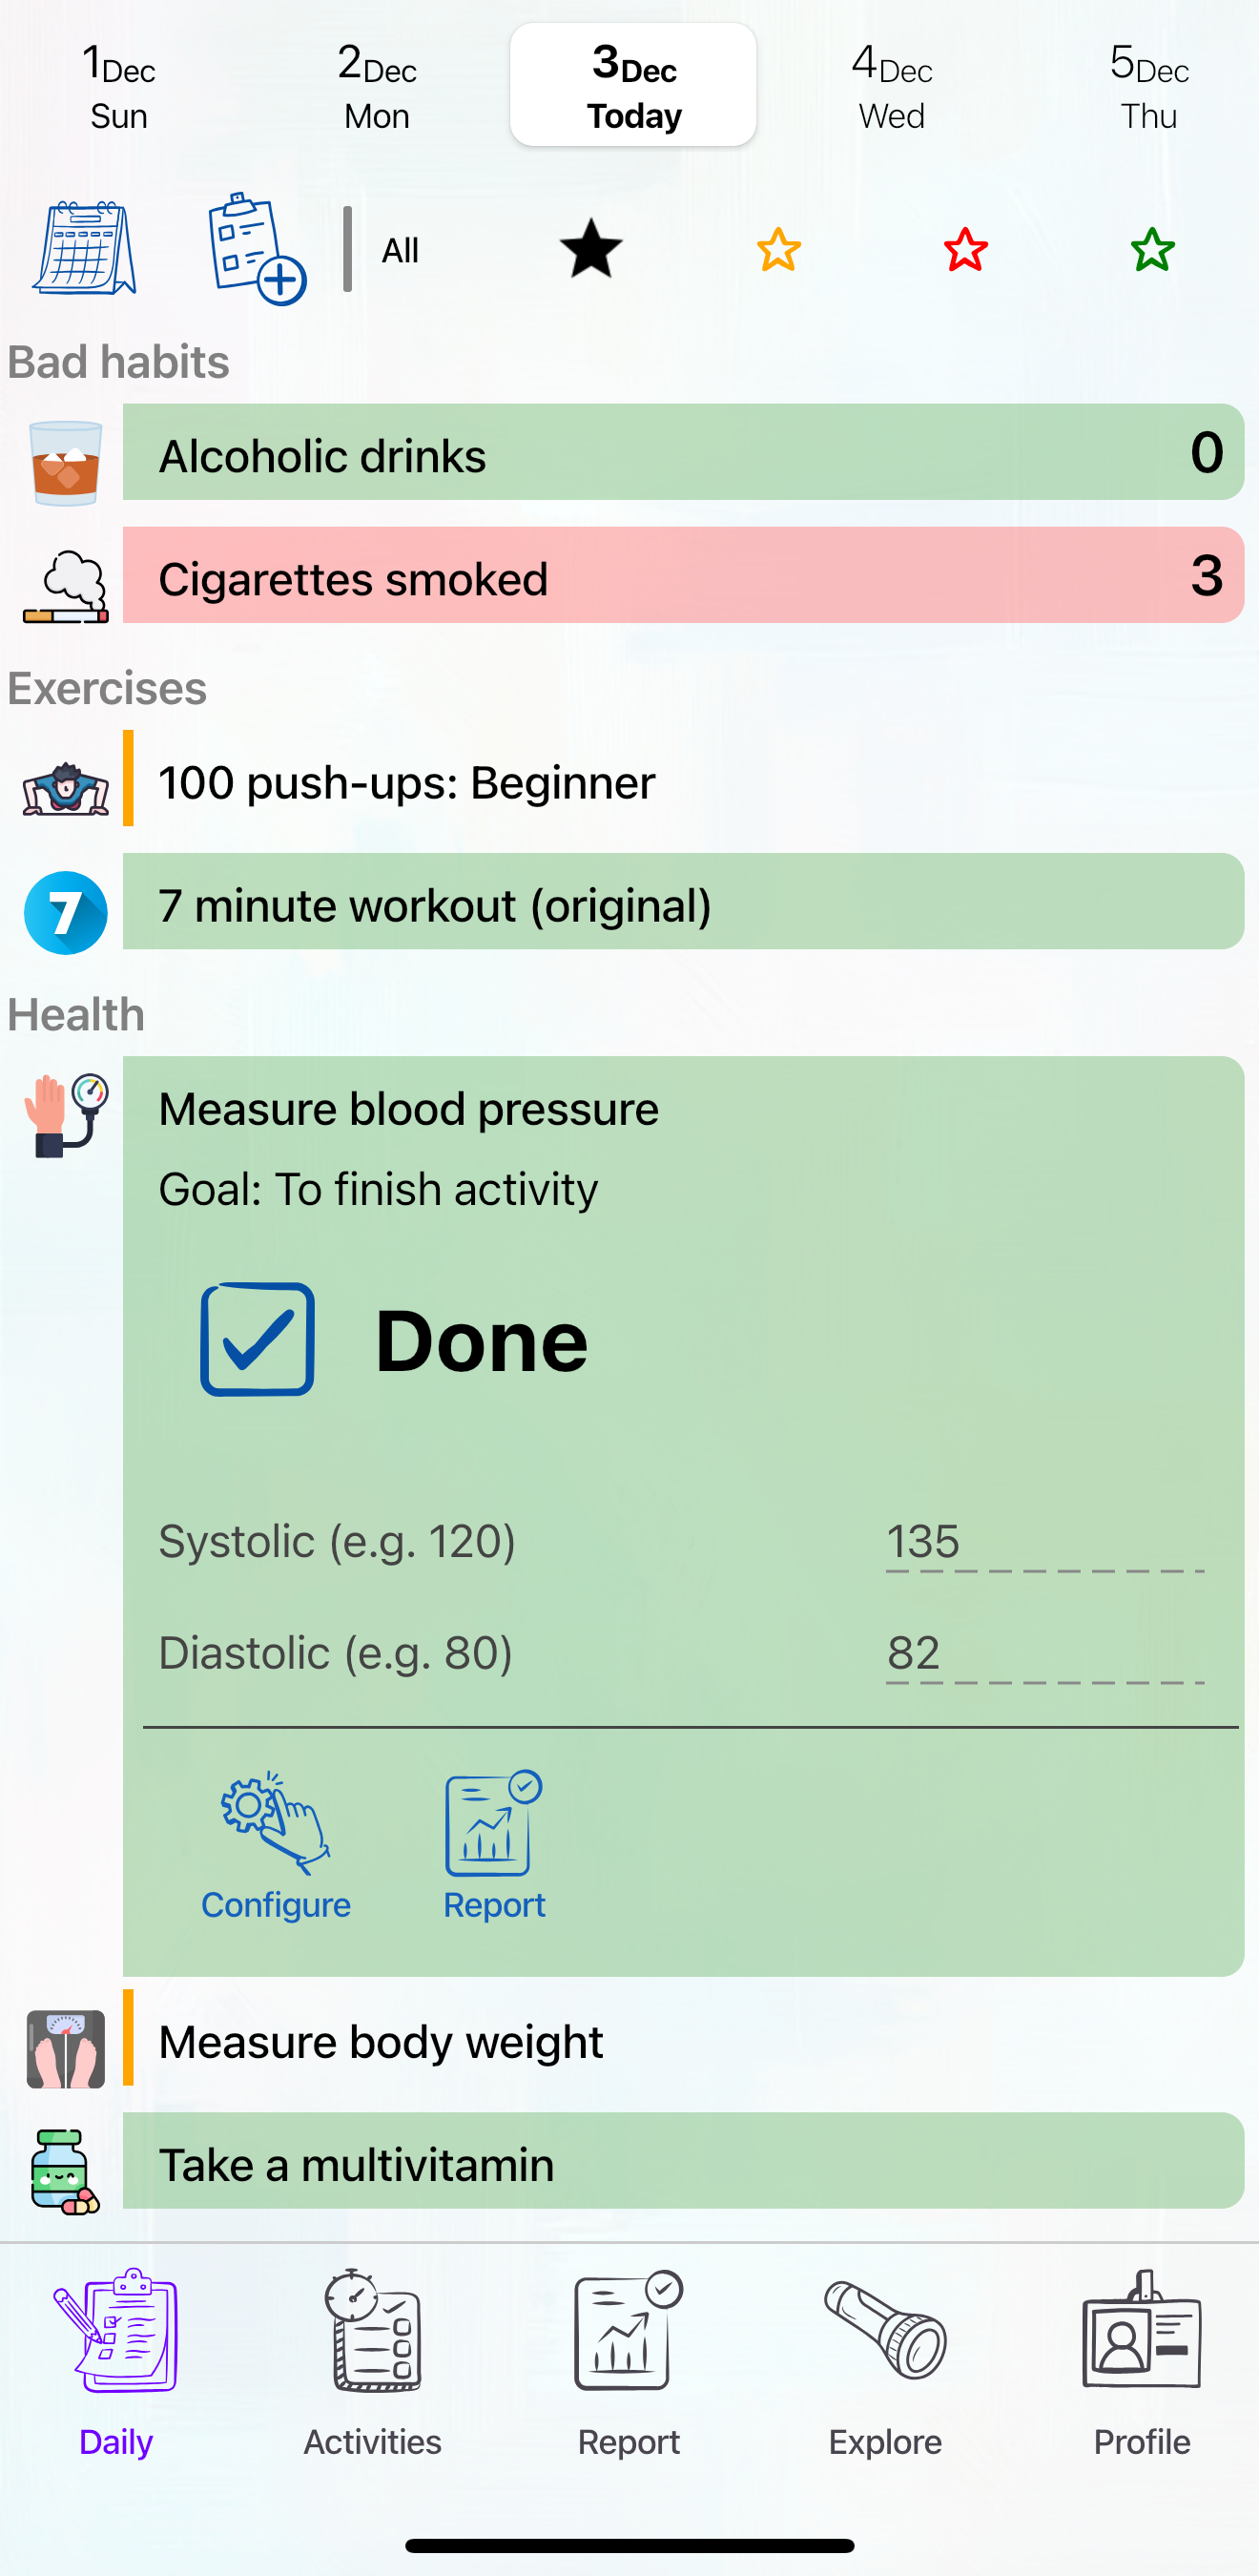 1Dec 2Dec 3Dec 4Dec 5Dec
Sun Mon Today Wed Thu
All
Bad habits
Alcoholic drinks 0
Cigarettes smoked 3
Exercises
100 push-ups: Beginner
7 7 minute workout (original)
Health
Measure blood pressure
Goal: To finish activity
Done
Systolic (e.g. 120) 135
Diastolic (e.g. 80) 82
Configure Report
Measure body weight
Take a multivitamin
Daily Activities Report Explore Profile